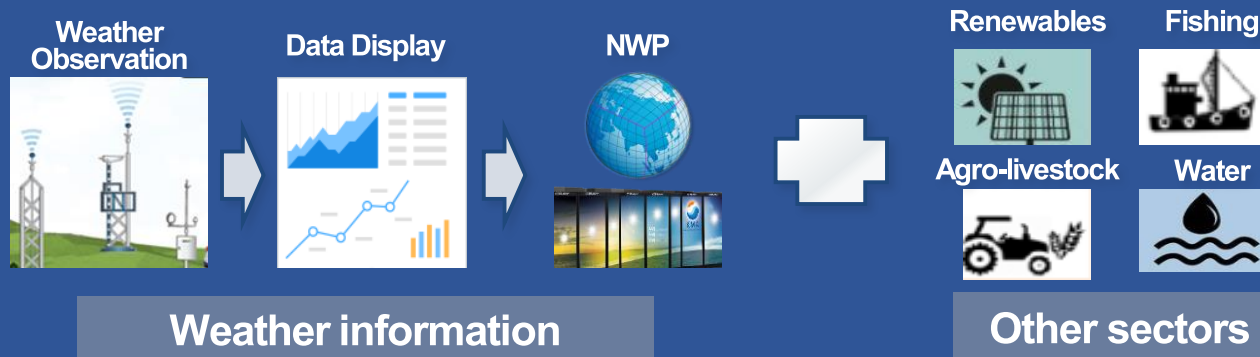 Weather
Observation
Data Display
NWP
Renewables
Fishing
Agro-livestock
Water
Weather information
Other sectors